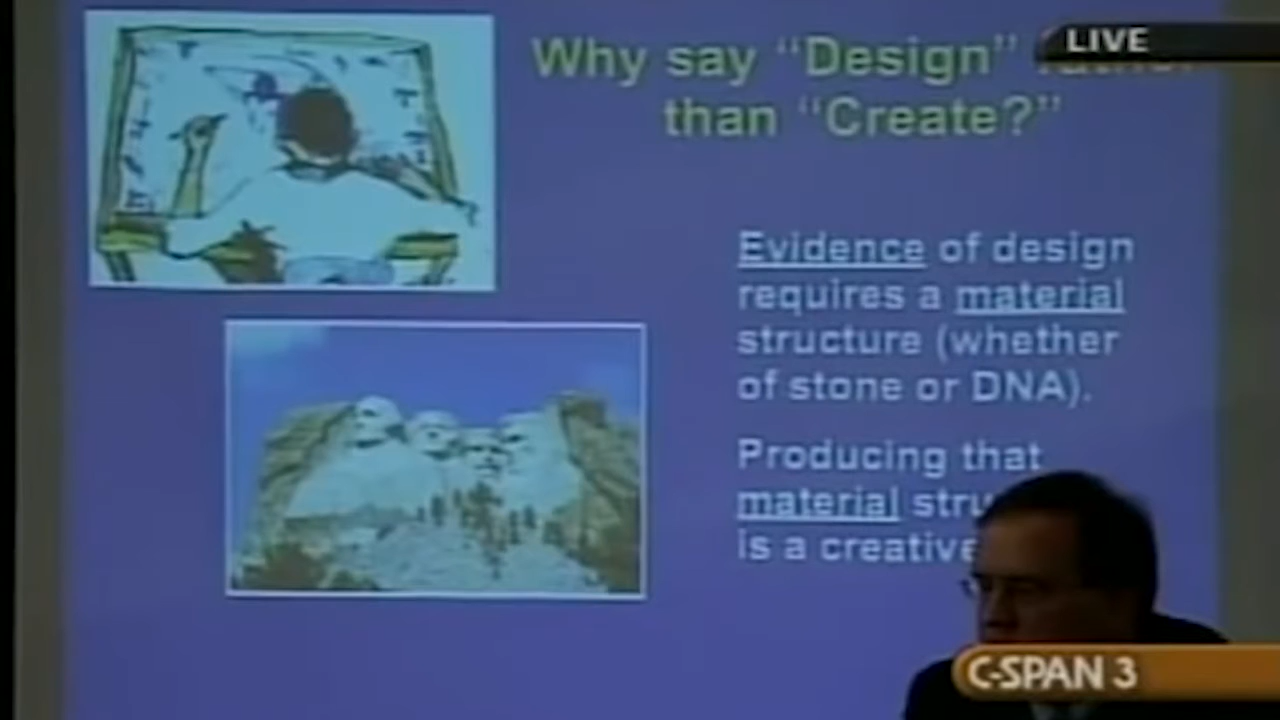 Why say “Design”
LIVE
than “Create?”
Evidence of design
requires a material
structure (whether
of stone or DNA).
Producing that
material
is a creative
C-SPAN 3